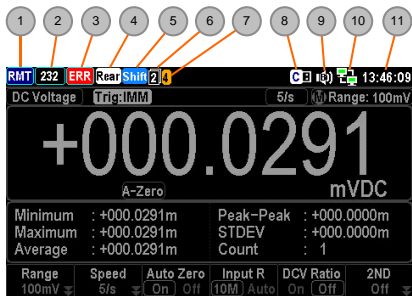 1 2 3 4 5 6 7 8 9 10 11
RMT 232 ERR Rear Shift 2 4 C E 13:46:09
DC Voltage Trig:IMM 5/s M Range: 100mV
+000.0291
A-Zero mVDC
Minimum : +000.0291m Peak-Peak : +000.0000m
Maximum : +000.0291m STDEV : +000.0000m
Average : +000.0291m Count : 1
Range Speed Auto Zero Input R DCV Ratio 2ND
100mV 5/s On Off 10M Auto On Off Off